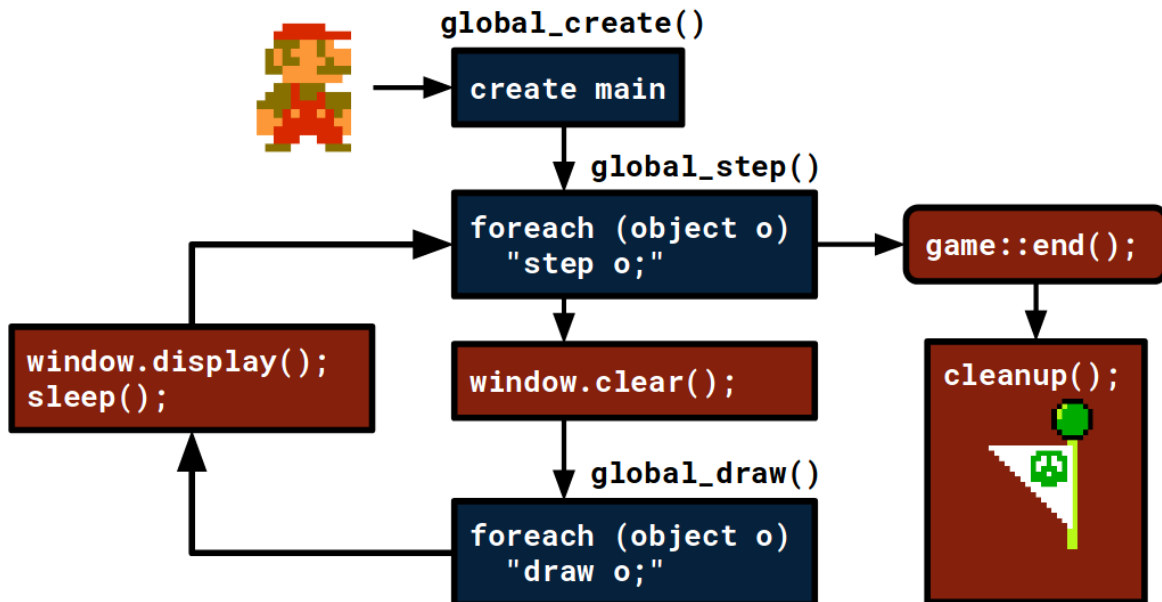 global_create()
create main
global_step()
foreach (object o)
"step o;"
game::end();
window.display();
sleep();
window.clear();
cleanup();
global_draw()
foreach (object o)
"draw o;"